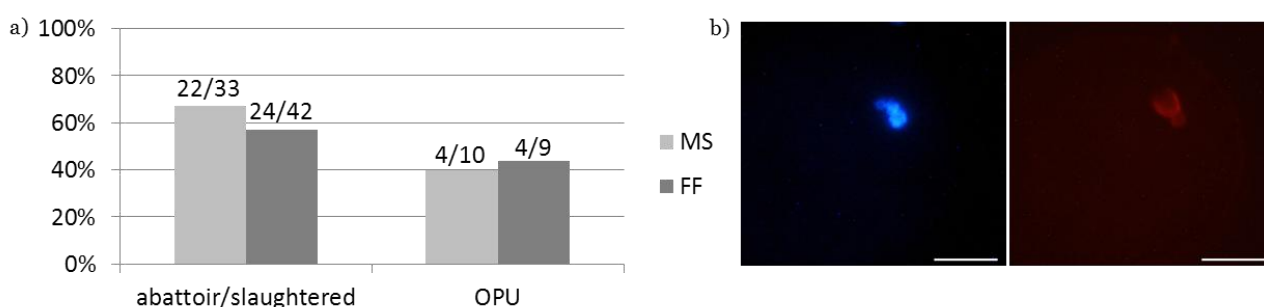 a)
100%
80%
60%
40%
20%
0%
22/33
24/42
4/10
4/9
abattoir/slaughtered
OPU
MS
FF
b)